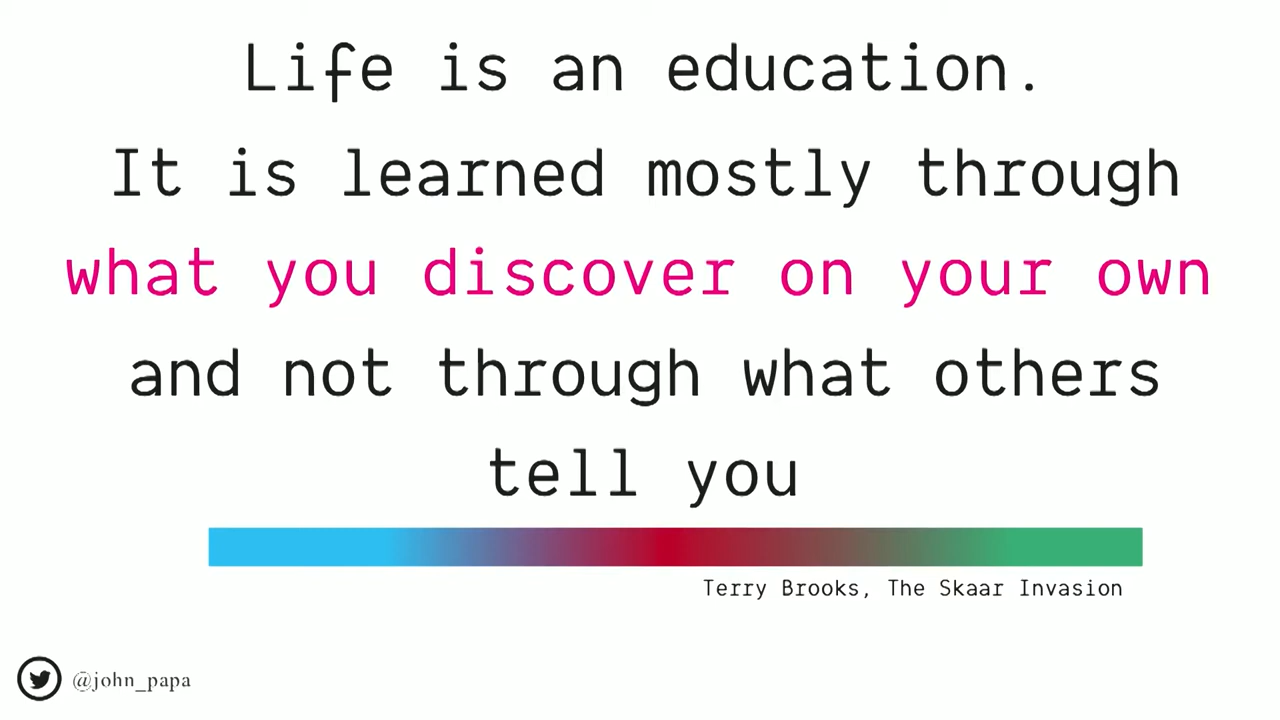 Life is an education.
It is learned mostly through
what you discover on your own
and not through what others
tell you
Terry Brooks, The Skaar Invasion
@john_papa